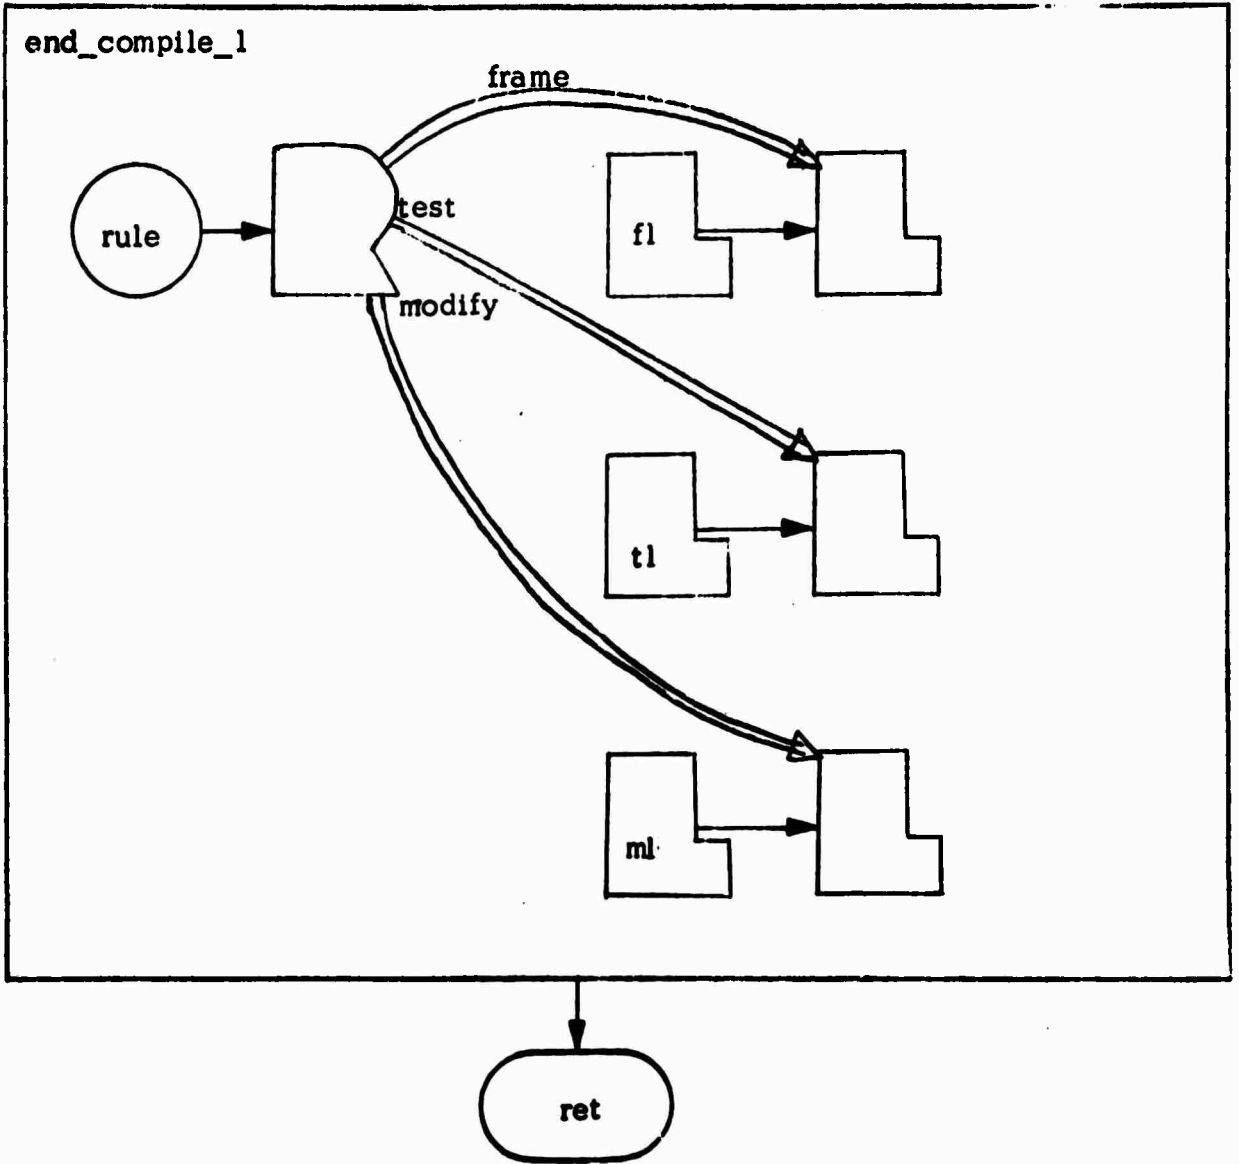 end_compile_1
frame
test
rule
fl
modify
tl
ml
ret